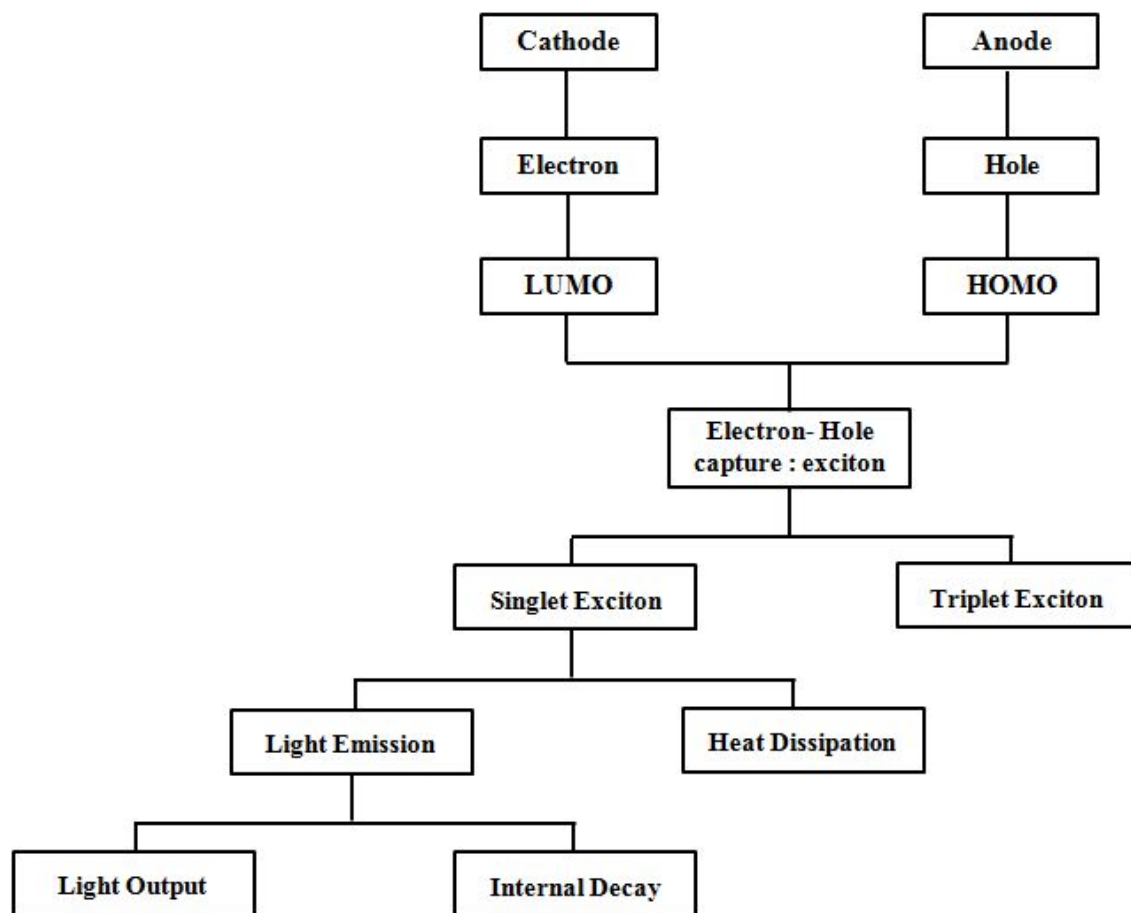 Cathode
Anode
Electron
Hole
LUMO
HOMO
Electron- Hole
capture : exciton
Singlet Exciton
Triplet Exciton
Light Emission
Heat Dissipation
Light Output
Internal Decay